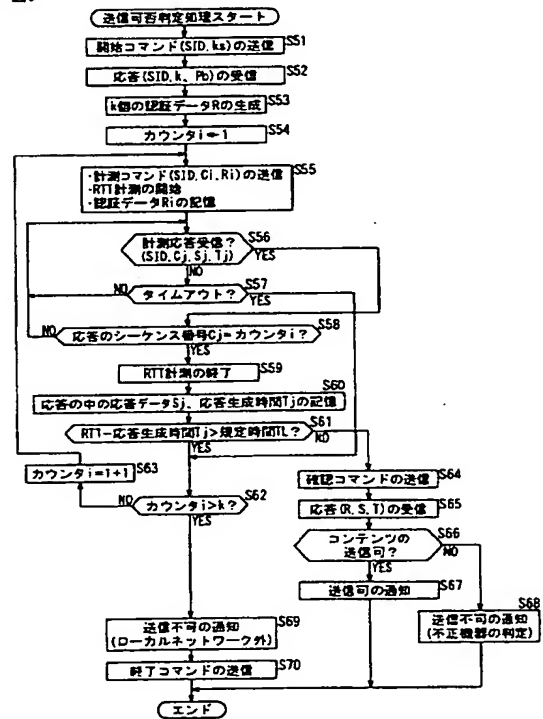 送信可否判定処理スタート
開始コマンド(SID,ks)の送信 S51
応答(SID,k、Pb)の受信 S52
k個の認証データRの生成 S53
カウンタi←1 S54
・計測コマンド(SID,Ci,Ri)の送信 S55
・RTT計測の開始
・認証データRiの記憶
計測応答受信? S56
(SID,Cj,Sj,Tj) YES
NO
タイムアウト? S57
NO YES
応答のシーケンス番号Cj=カウンタi? S58
NO
YES
RTT計測の終了 S59
応答の中の応答データSj、応答生成時間Tjの記憶 S60
RTT-応答生成時間Tj>規定時間TL? S61
NO
YES
カウンタi=1+1 S63
確認コマンドの送信 S64
カウンタi>k? S62
NO
YES
応答(R,S,T)の受信 S65
コンテンツの S66
送信可? NO
YES
送信可の通知 S67
送信不可の通知 S68
(不正機器の判定)
送信不可の通知 S69
(ローカルネットワーク外)
終了コマンドの送信 S70
エンド